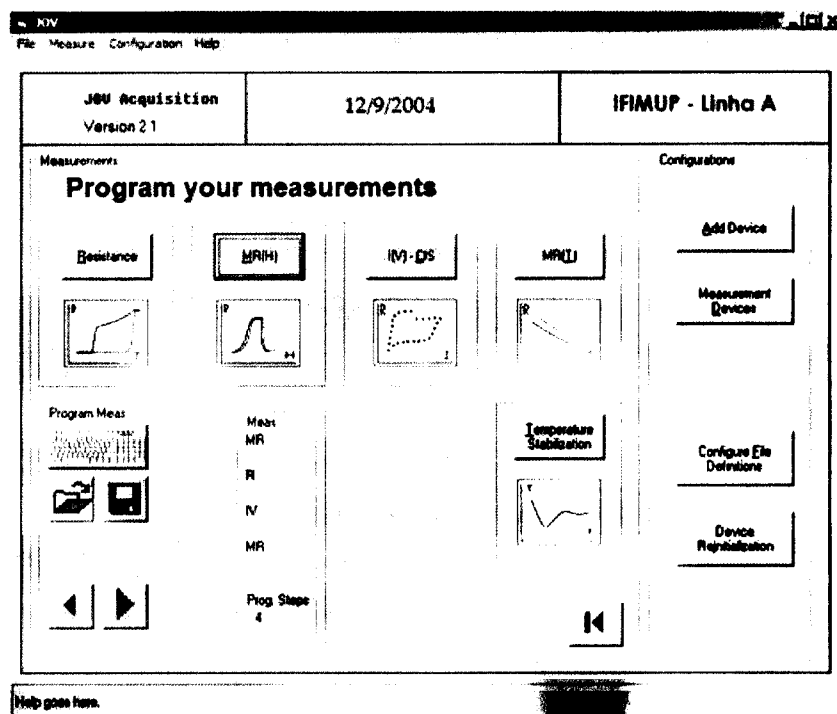 JOV
File Measure Configuration Help
JOV Acquisition
Version 2.1
12/9/2004
IFIMUP - Linha A
Measurements
Program your measurements
Configurations
Resistance
MR(H)
I(V) - DS
MR(T)
Add Device
Measurement
Devices
R
R
H
R
I
R
Program Meas
Meas
MR
RI
IV
MR
Temperature
Stabilization
T
Configure File
Definitions
Device
Reinitialization
Prog. Steps
4
Help goes here.